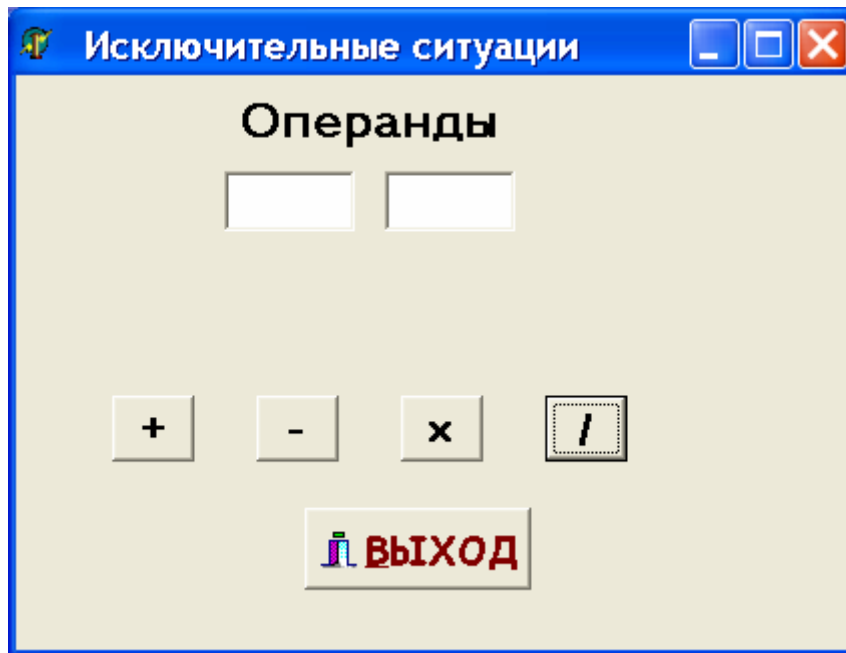 Исключительные ситуации
Операнды
+ - x /
ВЫХОД